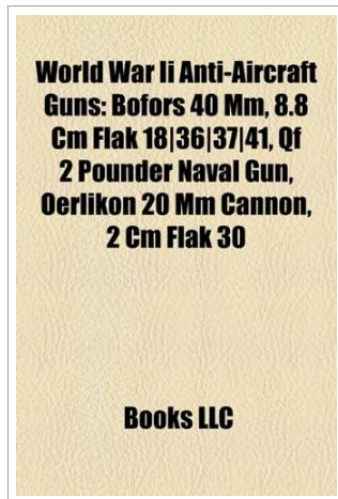 World War Ii Anti-Aircraft
Guns: Bofors 40 Mm, 8.8
Cm Flak 18|36|37|41, Qf
2 Pounder Naval Gun,
Oerlikon 20 Mm Cannon,
2 Cm Flak 30
Books LLC